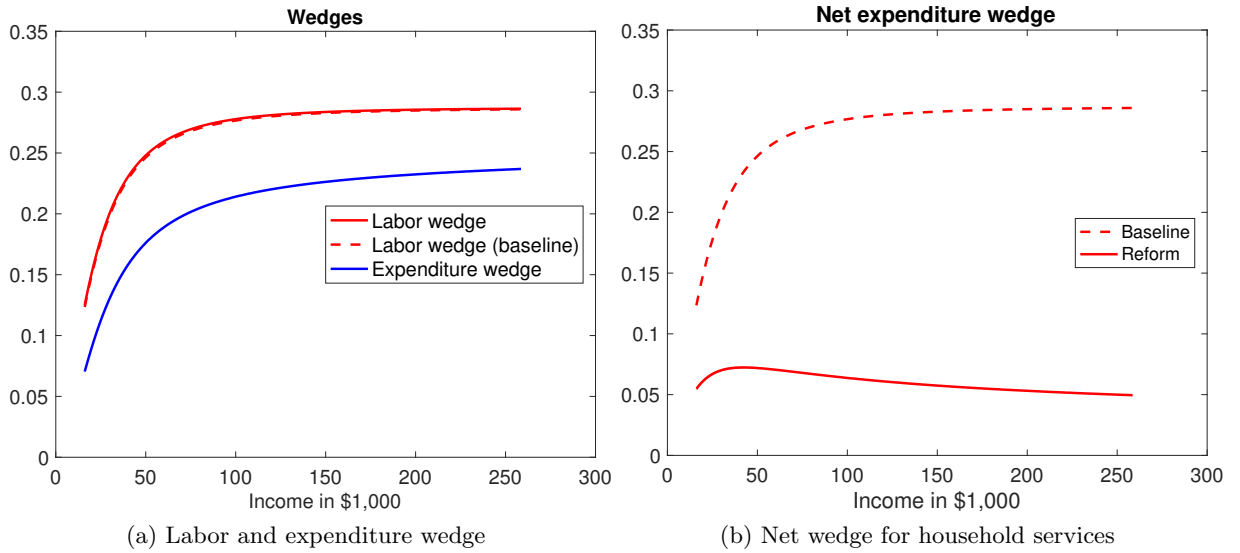 Wedges
0.35
0.3
0.25
0.2
0.15
0.1
0.05
0
0
50
100
150
200
250
300
Labor wedge
Labor wedge (baseline)
Expenditure wedge
Income in $1,000
(a) Labor and expenditure wedge
Net expenditure wedge
0.35
0.3
0.25
0.2
0.15
0.1
0.05
0
0
50
100
150
200
250
300
Baseline
Reform
Income in $1,000
(b) Net wedge for household services